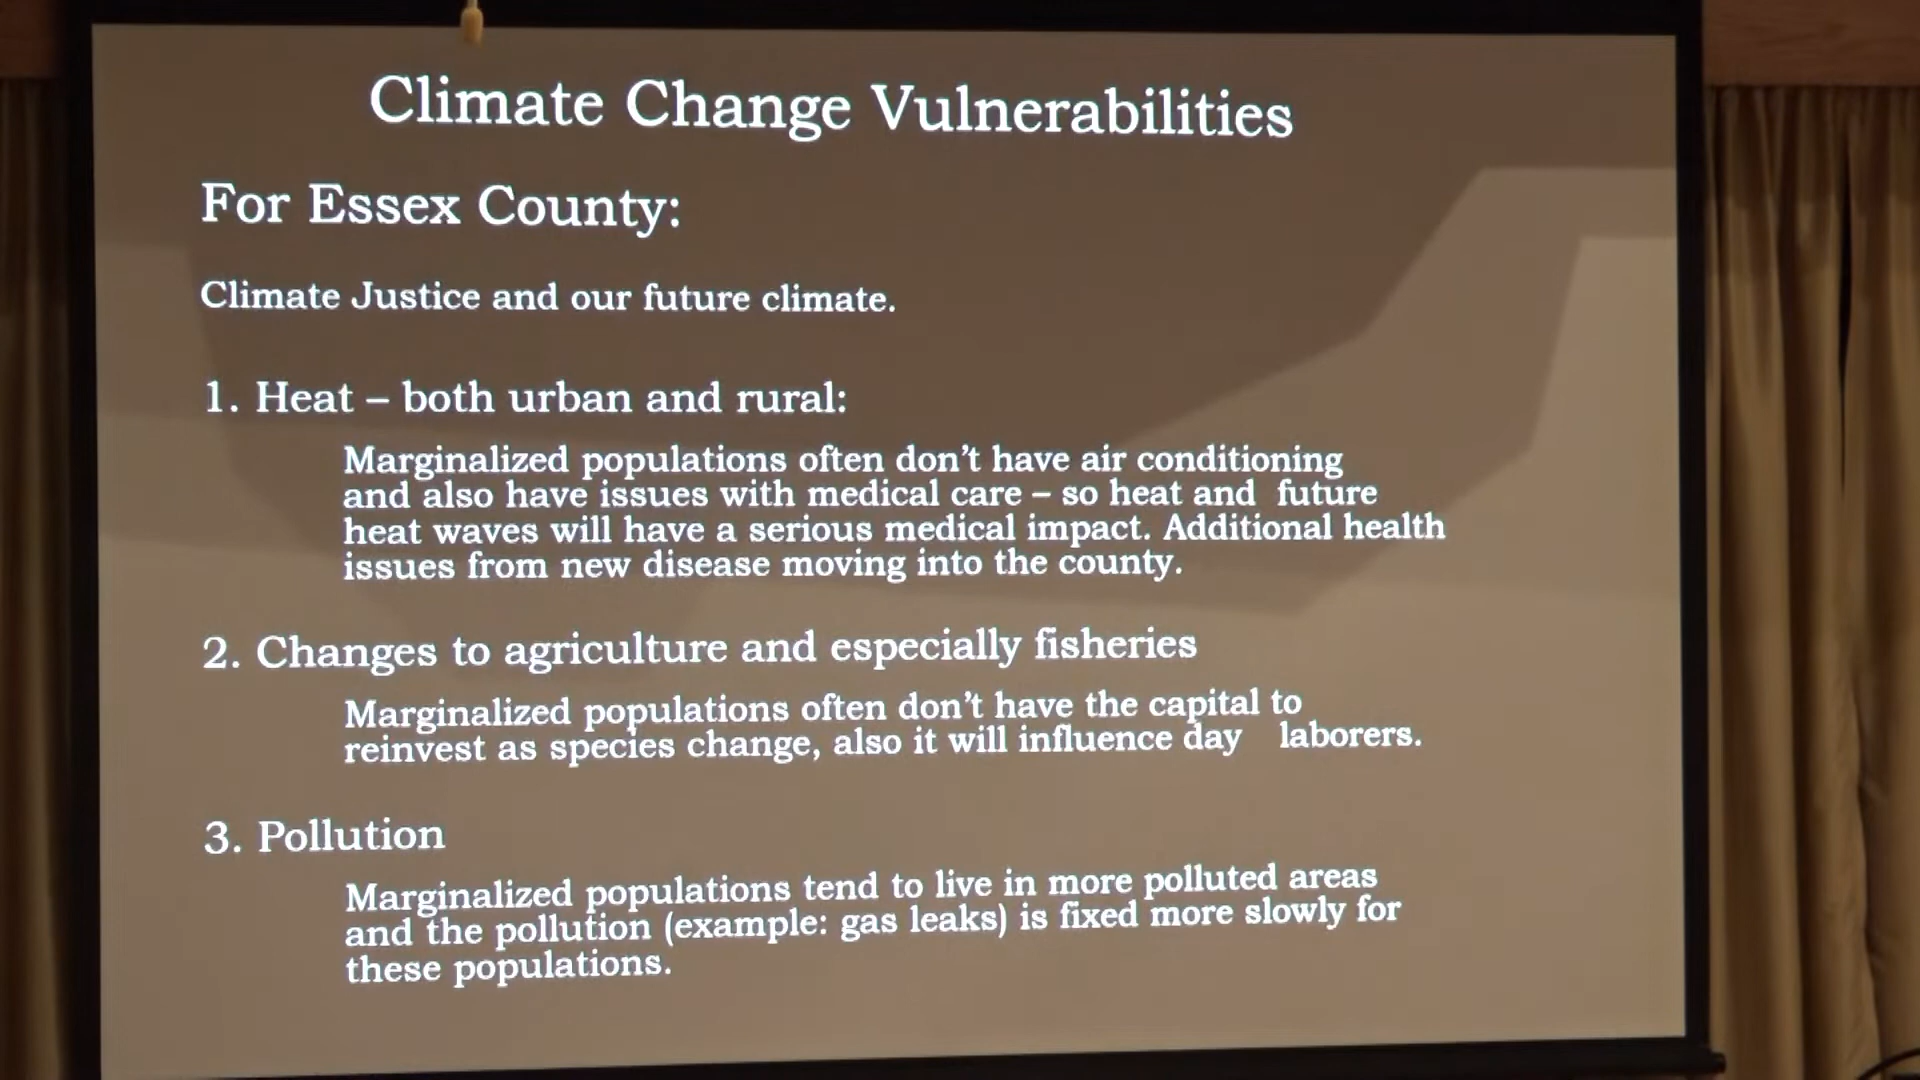 Climate Change Vulnerabilities
For Essex County:
Climate Justice and our future climate.
1. Heat – both urban and rural:
Marginalized populations often don't have air conditioning
and also have issues with medical care – so heat and future
heat waves will have a serious medical impact. Additional health
issues from new disease moving into the county.
2. Changes to agriculture and especially fisheries
Marginalized populations often don't have the capital to
reinvest as species change, also it will influence day laborers.
3. Pollution
Marginalized populations tend to live in more polluted areas
and the pollution (example: gas leaks) is fixed more slowly for
these populations.